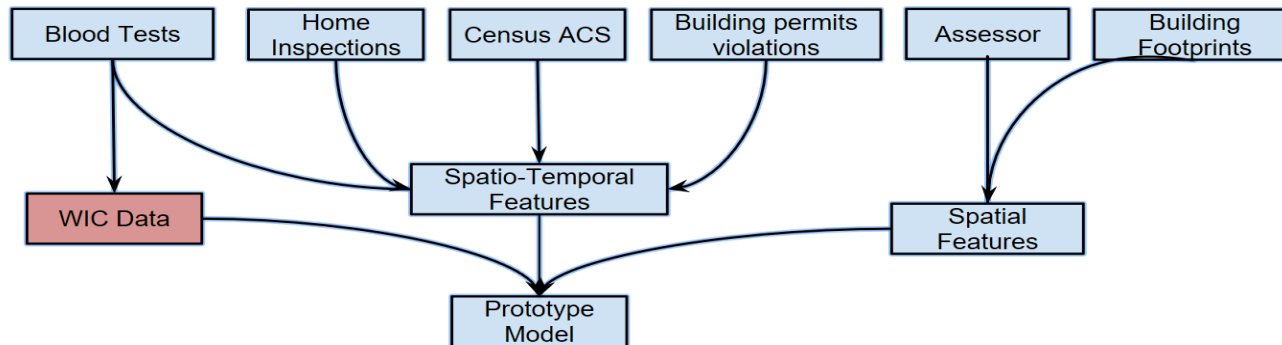 Blood Tests
Home
Inspections
Census ACS
Building permits
violations
Assessor
Building
Footprints
Spatio-Temporal
Features
WIC Data
Spatial
Features
Prototype
Model